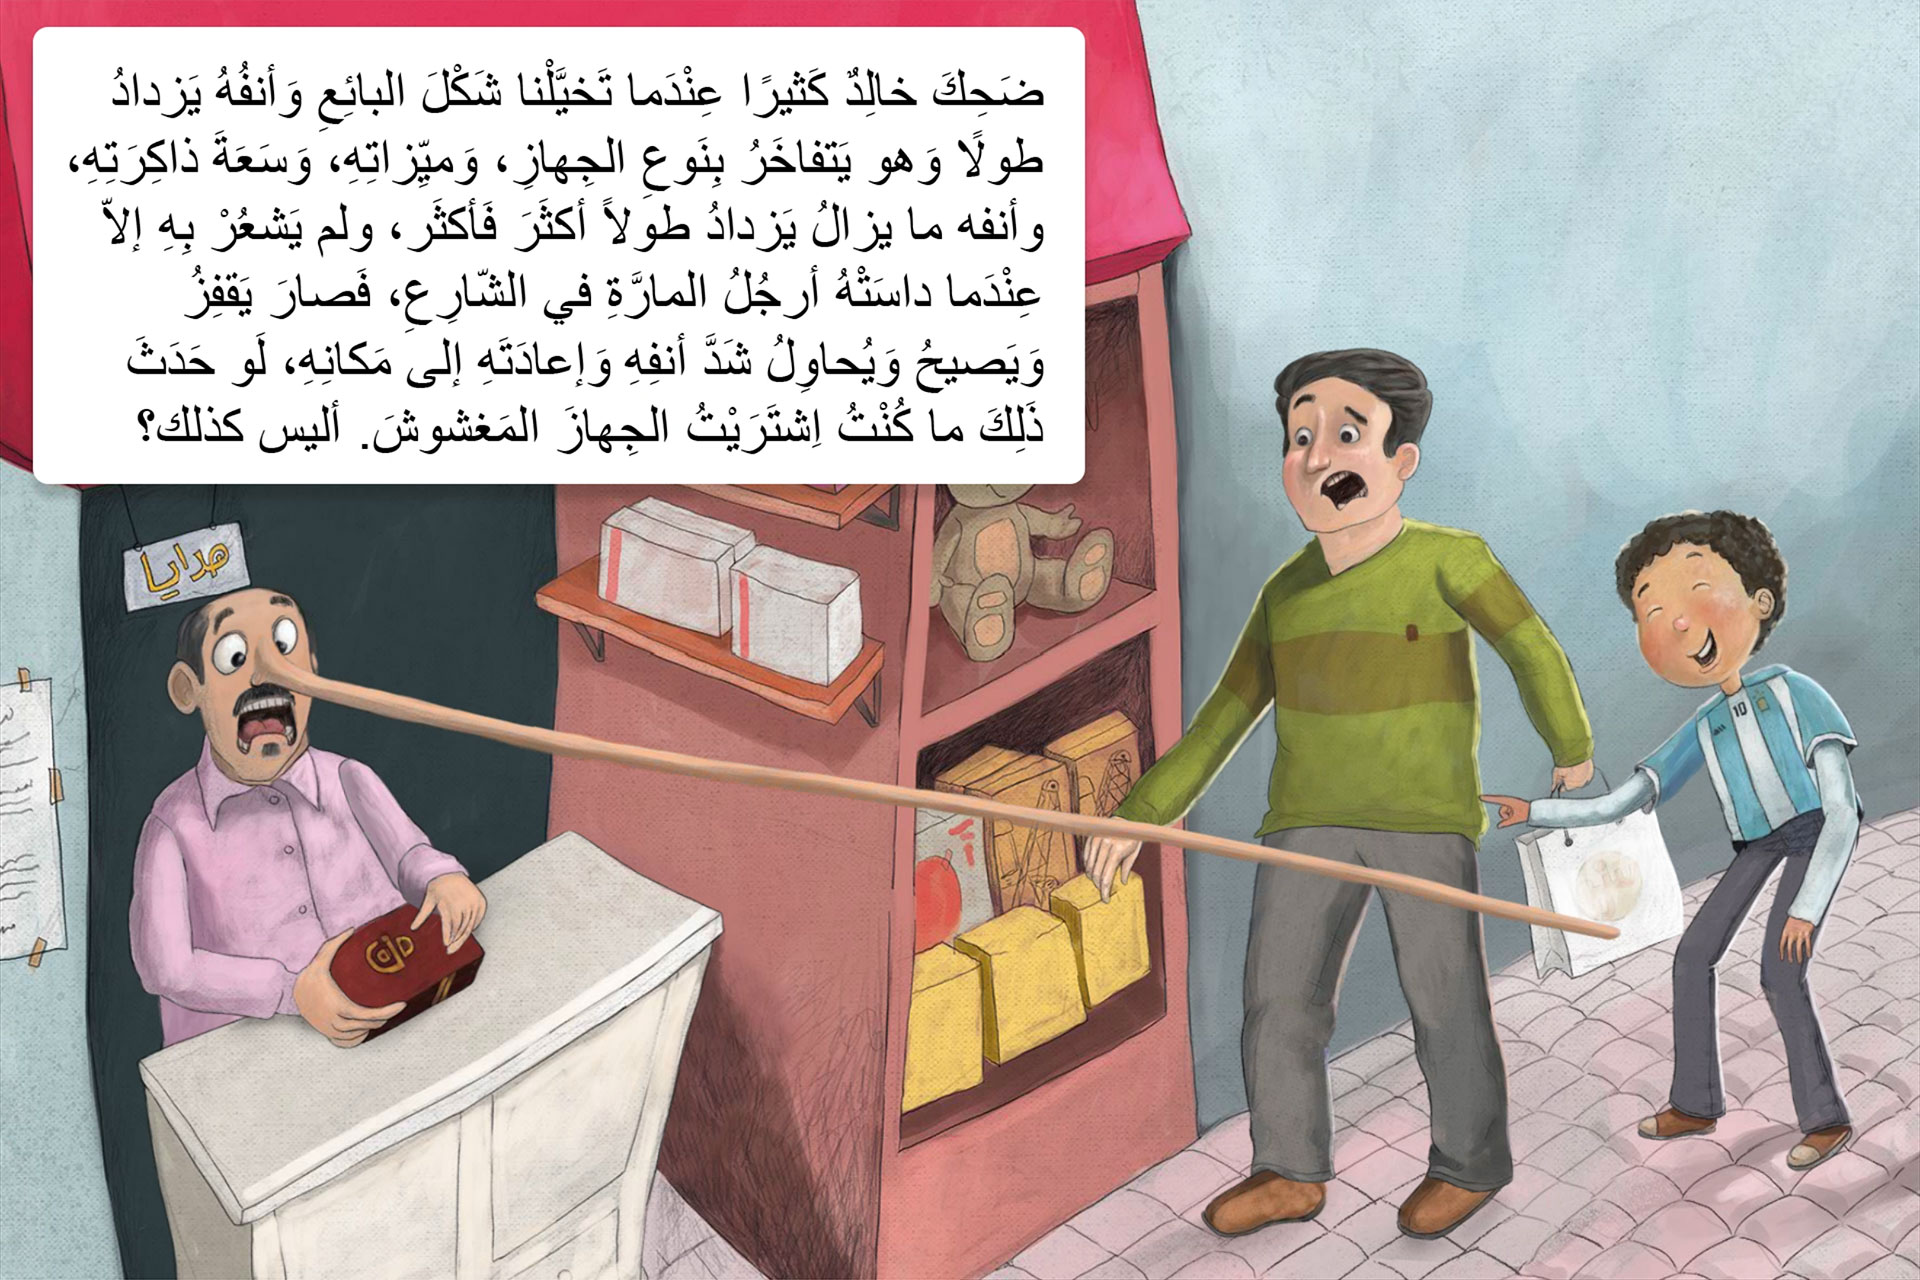 ضَحِكَ خالِدٌ كَثيرًا عِنْدَما تَخيَّلْنا شَكْلَ البائِعِ وَأنفُهُ يَزدادُ
طولًا وَهو يَتفاخَرُ بِنَوعِ الجِهازِ، وَميِّزاتِهِ، وَسَعَةَ ذاكِرَتِهِ،
وأنفه ما يزالُ يَزدادُ طولاً أكثَرَ فَأكثَر، ولم يَشعُرْ بِهِ إلاّ
عِنْدَما داسَتْهُ أرجُلُ المارَّةِ في الشّارِعِ، فَصارَ يَقفِزُ
وَيَصيحُ وَيُحاوِلُ شَدَّ أنفِهِ وَإعادَتَهِ إلى مَكانِهِ، لَو حَدَثَ
ذَلِكَ ما كُنْتُ اِشتَرَيْتُ الجِهازَ المَغشوشَ. أليس كذلك؟
هدايا
10